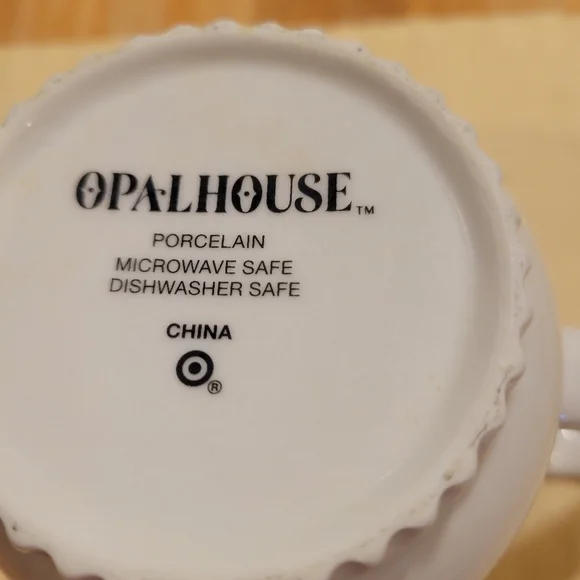 OPALHOUSE™
PORCELAIN
MICROWAVE SAFE
DISHWASHER SAFE
CHINA
®